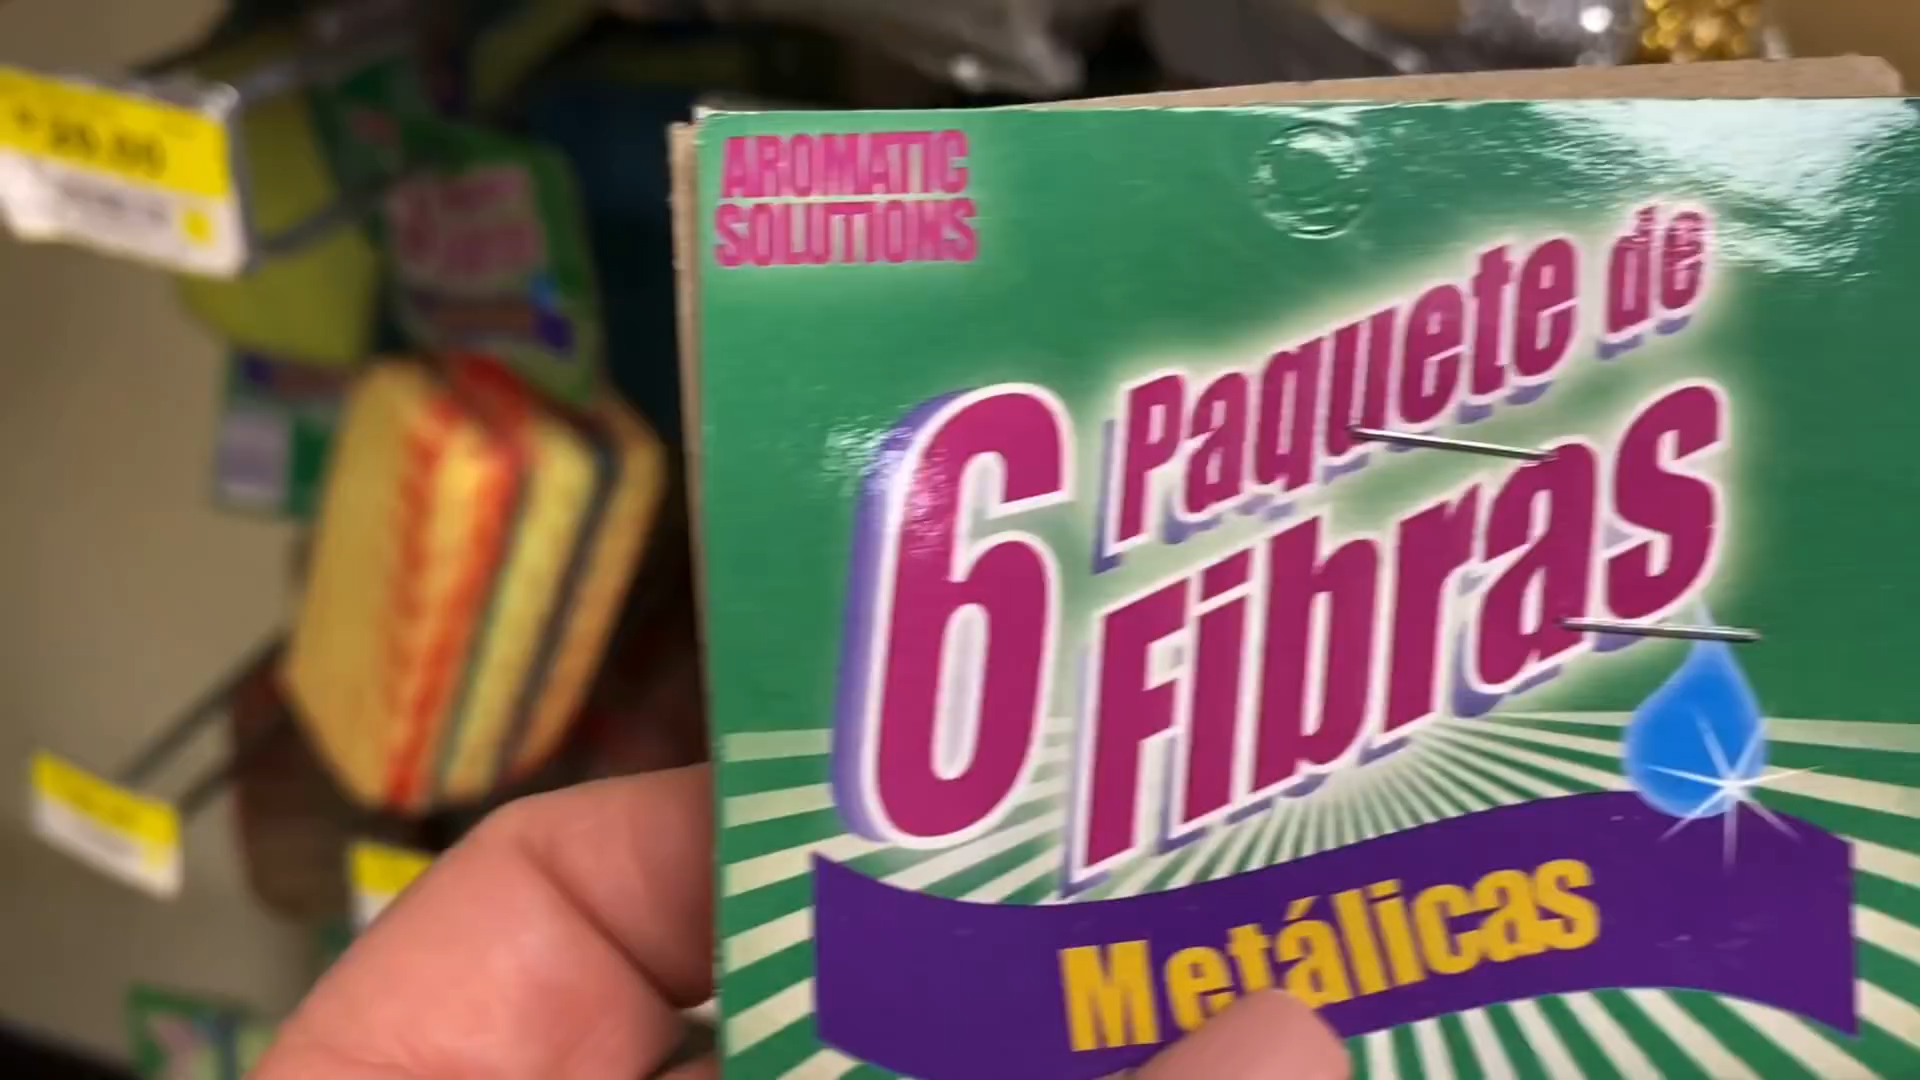 AROMATIC
SOLUTIONS
6 Paquete de
Fibras
Metálicas